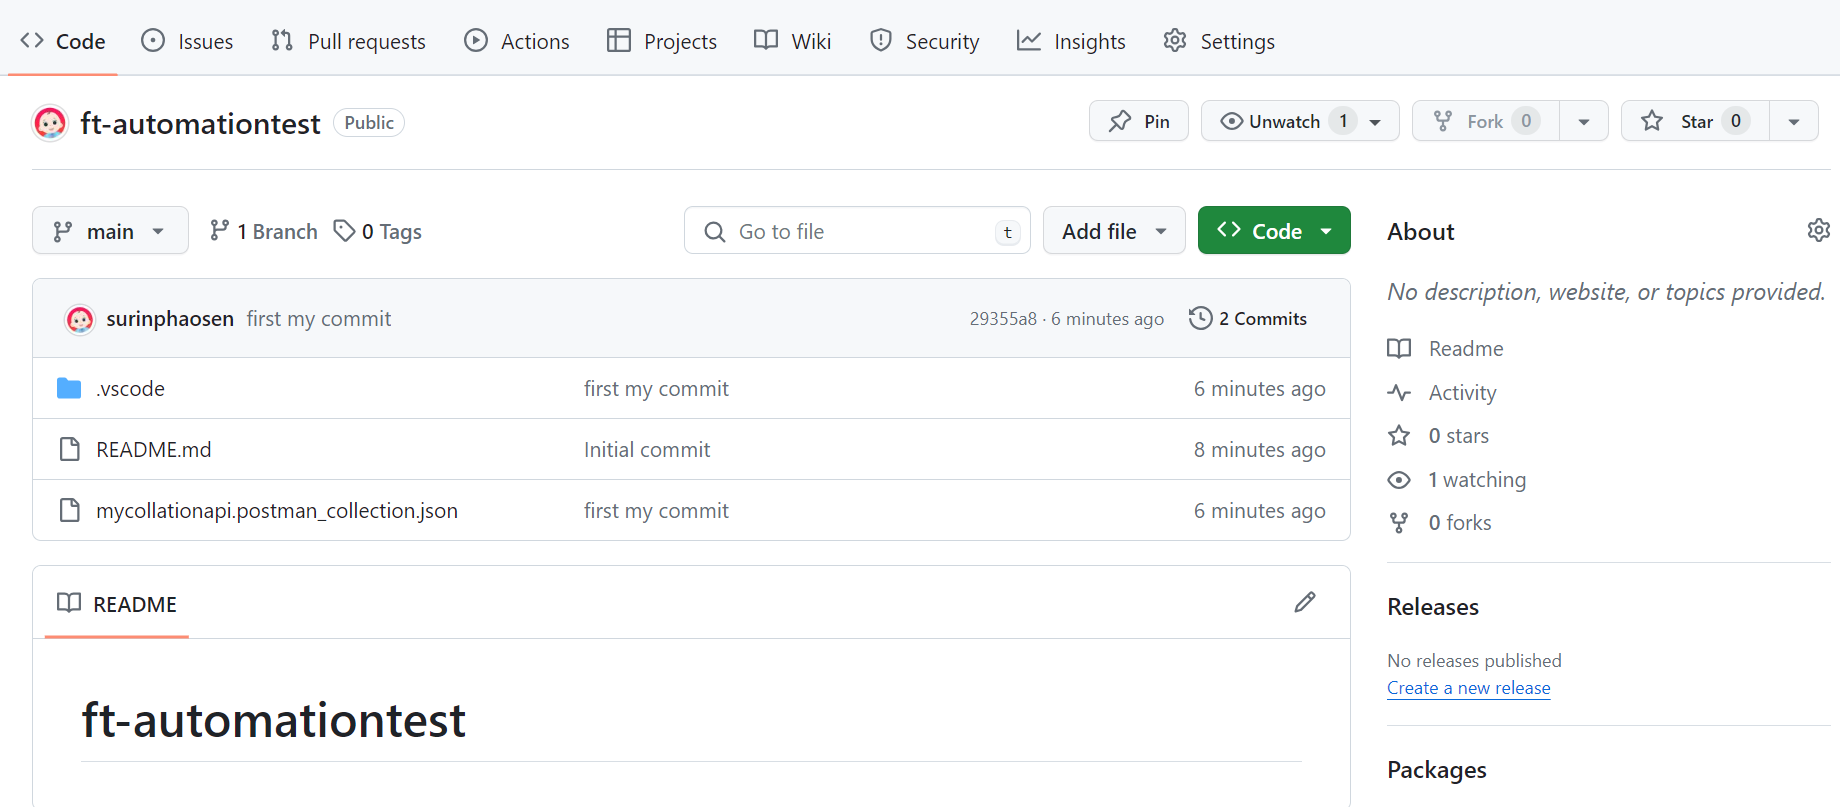 Code Issues Pull requests Actions Projects Wiki Security Insights Settings
ft-automationtest Public Pin Unwatch 1 Fork 0 Star 0
main 1 Branch 0 Tags Go to file t Add file Code
surinphaosen first my commit 29355a8 · 6 minutes ago 2 Commits
.vscode first my commit 6 minutes ago
README.md Initial commit 8 minutes ago
mycollationapi.postman_collection.json first my commit 6 minutes ago
README
ft-automationtest
About
No description, website, or topics provided.
Readme
Activity
0 stars
1 watching
0 forks
Releases
No releases published
Create a new release
Packages